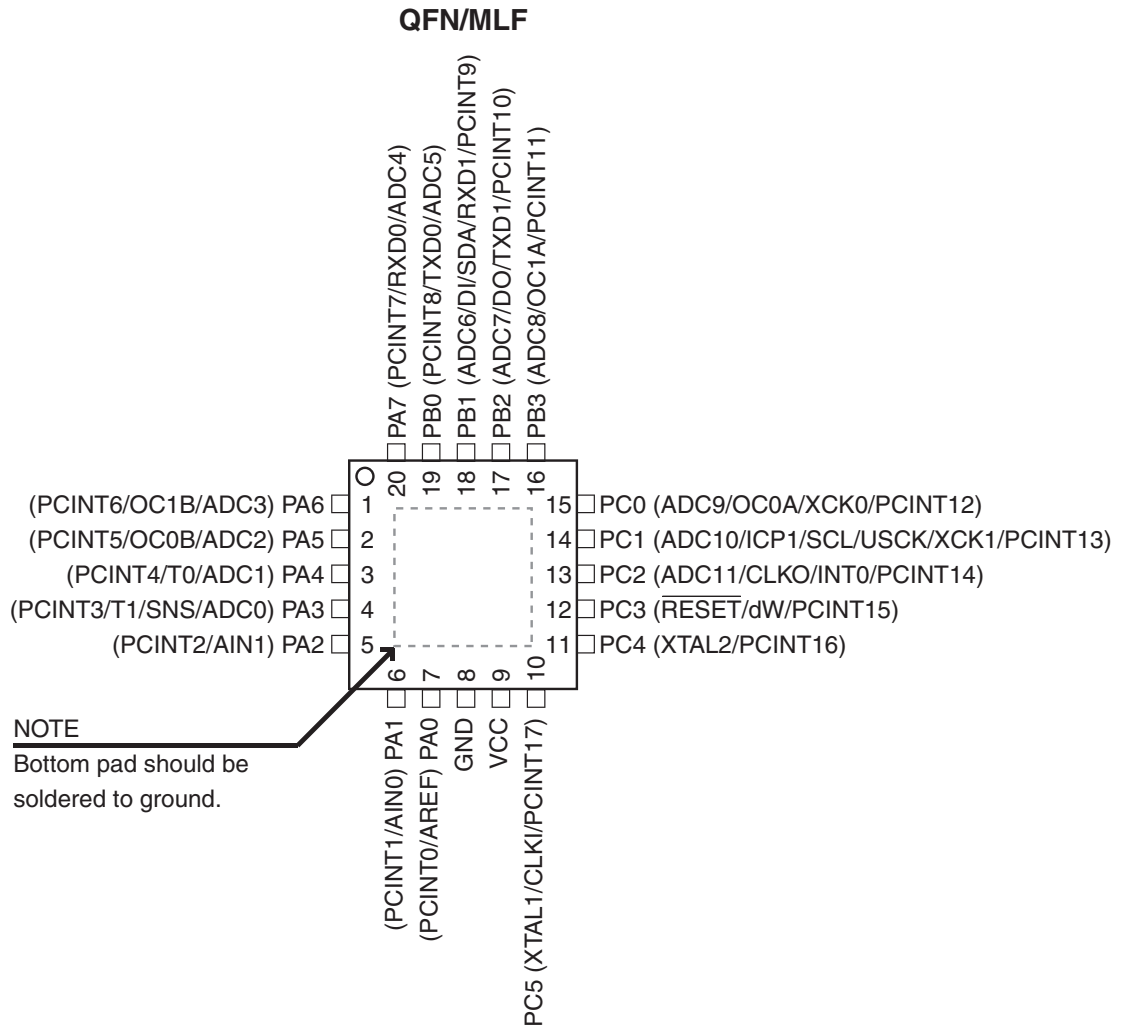 QFN/MLF
20 PA7 (PCINT7/RXD0/ADC4)
19 PB0 (PCINT8/TXD0/ADC5)
18 PB1 (ADC6/DI/SDA/RXD1/PCINT9)
17 PB2 (ADC7/DO/TXD1/PCINT10)
16 PB3 (ADC8/OC1A/PCINT11)
(PCINT6/OC1B/ADC3) PA6 1
(PCINT5/OC0B/ADC2) PA5 2
(PCINT4/T0/ADC1) PA4 3
(PCINT3/T1/SNS/ADC0) PA3 4
(PCINT2/AIN1) PA2 5
15 PC0 (ADC9/OC0A/XCK0/PCINT12)
14 PC1 (ADC10/ICP1/SCL/USCK/XCK1/PCINT13)
13 PC2 (ADC11/CLKO/INT0/PCINT14)
12 PC3 (RESET/dW/PCINT15)
11 PC4 (XTAL2/PCINT16)
(PCINT1/AIN0) PA1 6
(PCINT0/AREF) PA0 7
GND 8
VCC 9
PC5 (XTAL1/CLKI/PCINT17) 10
NOTE
Bottom pad should be
soldered to ground.